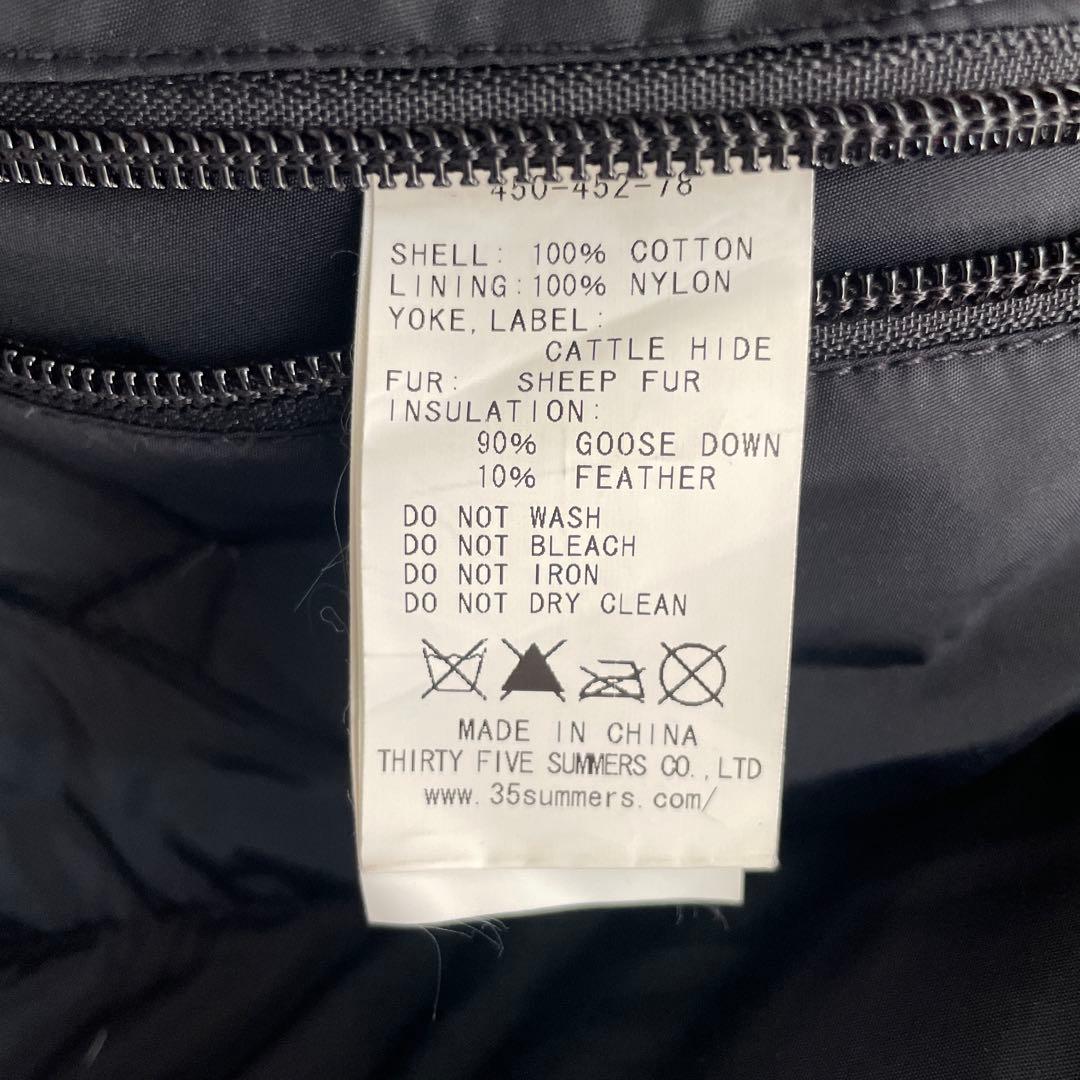 450-452-78
SHELL: 100% COTTON
LINING:100% NYLON
YOKE, LABEL:
CATTLE HIDE
FUR: SHEEP FUR
INSULATION:
90% GOOSE DOWN
10% FEATHER
DO NOT WASH
DO NOT BLEACH
DO NOT IRON
DO NOT DRY CLEAN
MADE IN CHINA
THIRTY FIVE SUMMERS CO.,LTD
www.35summers.com/